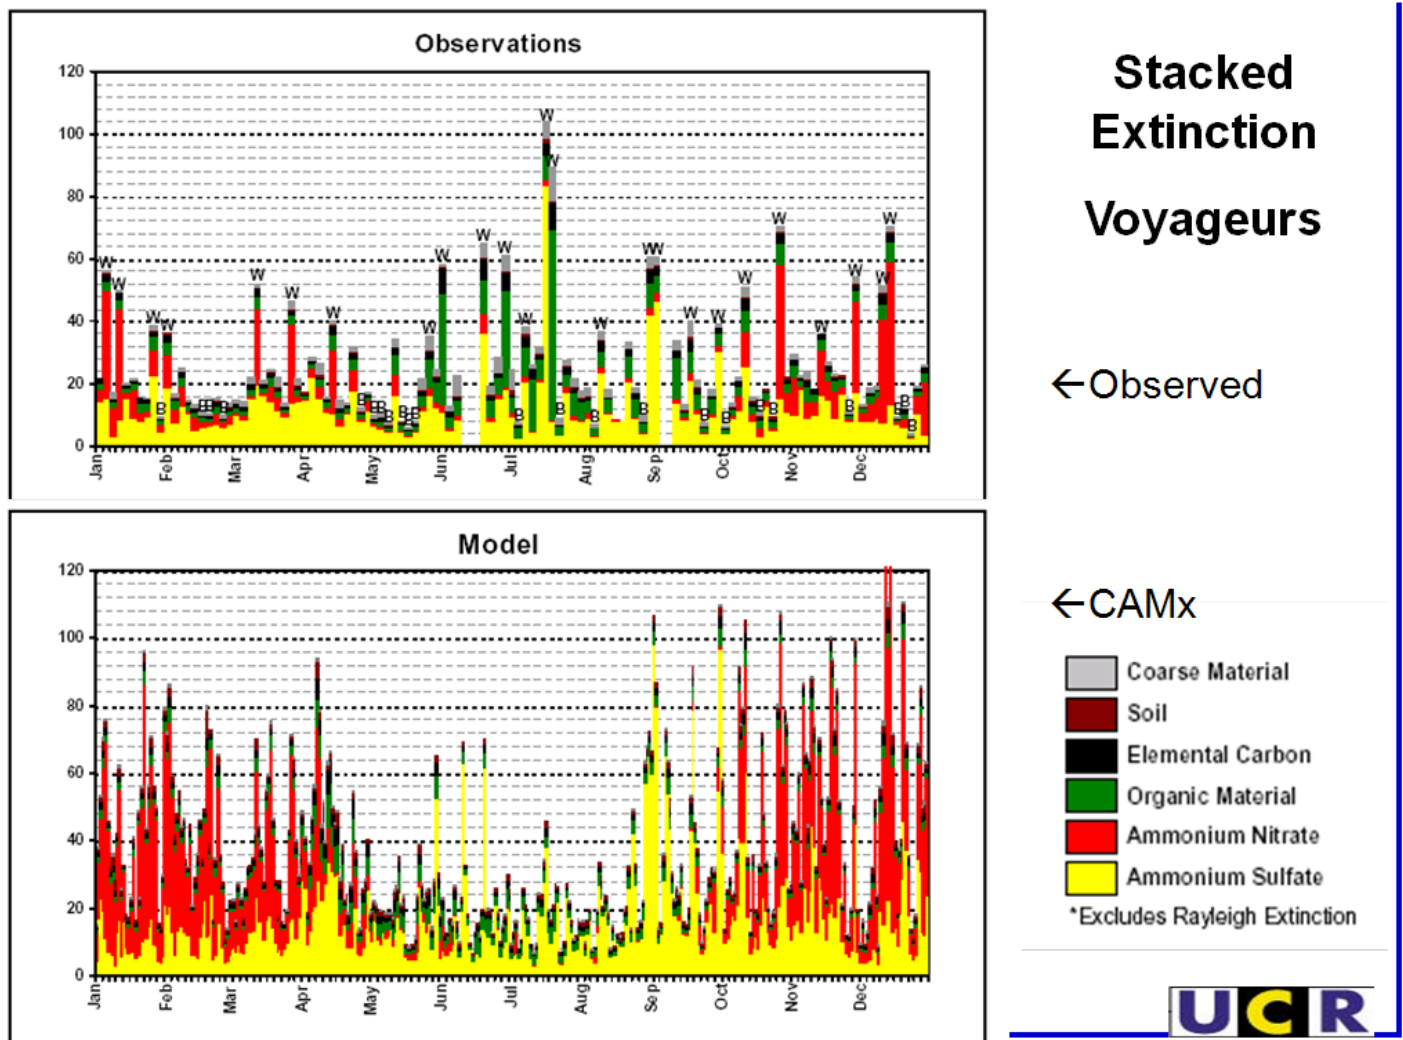 Observations
120
100
80
60
40
20
0
Jan Feb Mar Apr May Jun Jul Aug Sep Oct Nov Dec
W W W W W W W W W W W W W W W WW W W W W W W W W
B B B B B B B B B B B B B B B B B B B B B
Model
120
100
80
60
40
20
0
Jan Feb Mar Apr May Jun Jul Aug Sep Oct Nov Dec
Stacked
Extinction
Voyageurs
←Observed
←CAMx
Coarse Material
Soil
Elemental Carbon
Organic Material
Ammonium Nitrate
Ammonium Sulfate
*Excludes Rayleigh Extinction
UCR